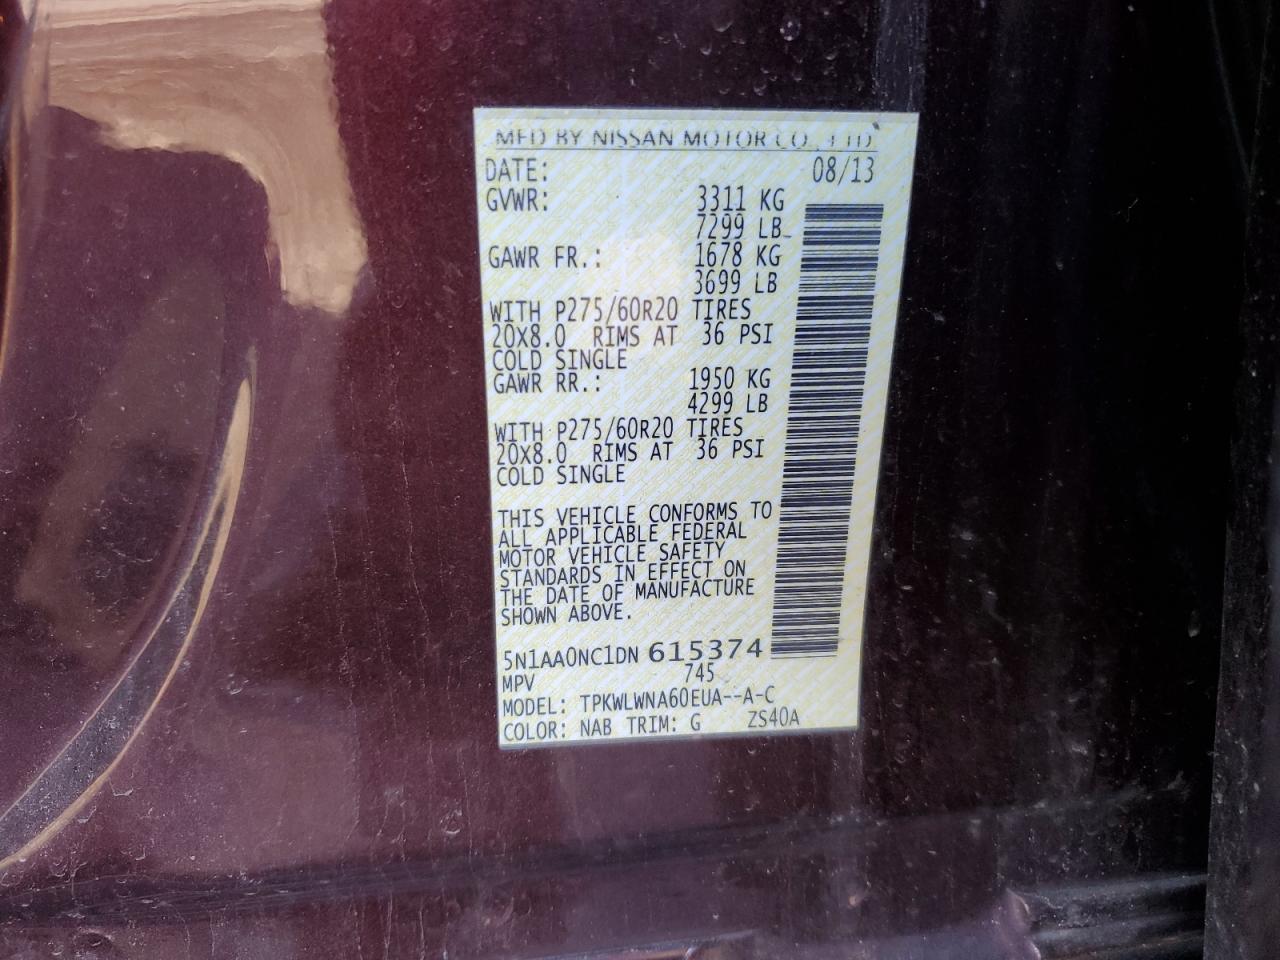 MFD BY NISSAN MOTOR CO., LTD
DATE: 08/13
GVWR: 3311 KG
7299 LB
GAWR FR.: 1678 KG
3699 LB
WITH P275/60R20 TIRES
20X8.0 RIMS AT 36 PSI
COLD SINGLE
GAWR RR.: 1950 KG
4299 LB
WITH P275/60R20 TIRES
20X8.0 RIMS AT 36 PSI
COLD SINGLE
THIS VEHICLE CONFORMS TO
ALL APPLICABLE FEDERAL
MOTOR VEHICLE SAFETY
STANDARDS IN EFFECT ON
THE DATE OF MANUFACTURE
SHOWN ABOVE.
5N1AA0NC1DN 615374
MPV 745
MODEL: TPKWLWNA60EUA--A-C
COLOR: NAB TRIM: G ZS40A